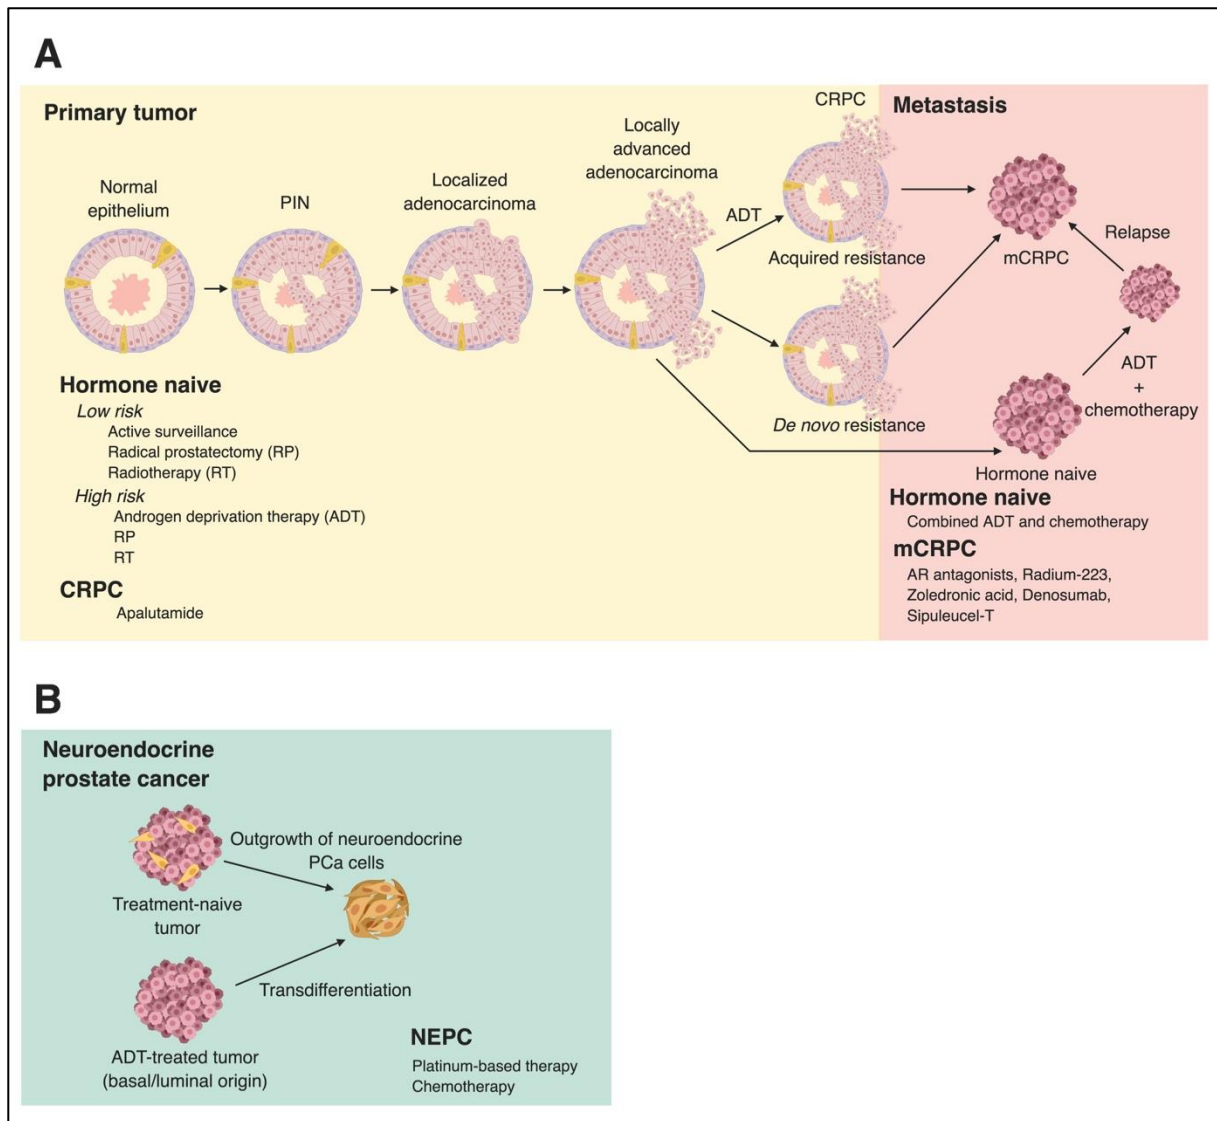 A
Primary tumor
Metastasis
CRPC
Normal
epithelium
PIN
Localized
adenocarcinoma
Locally
advanced
adenocarcinoma
ADT
Acquired resistance
De novo resistance
mCRPC
Relapse
ADT
+
chemotherapy
Hormone naive
Hormone naive
Low risk
Active surveillance
Radical prostatectomy (RP)
Radiotherapy (RT)
High risk
Androgen deprivation therapy (ADT)
RP
RT
CRPC
Apalutamide
Hormone naive
Combined ADT and chemotherapy
mCRPC
AR antagonists, Radium-223,
Zoledronic acid, Denosumab,
Sipuleucel-T
B
Neuroendocrine
prostate cancer
Outgrowth of neuroendocrine
PCa cells
Treatment-naive
tumor
Transdifferentiation
ADT-treated tumor
(basal/luminal origin)
NEPC
Platinum-based therapy
Chemotherapy